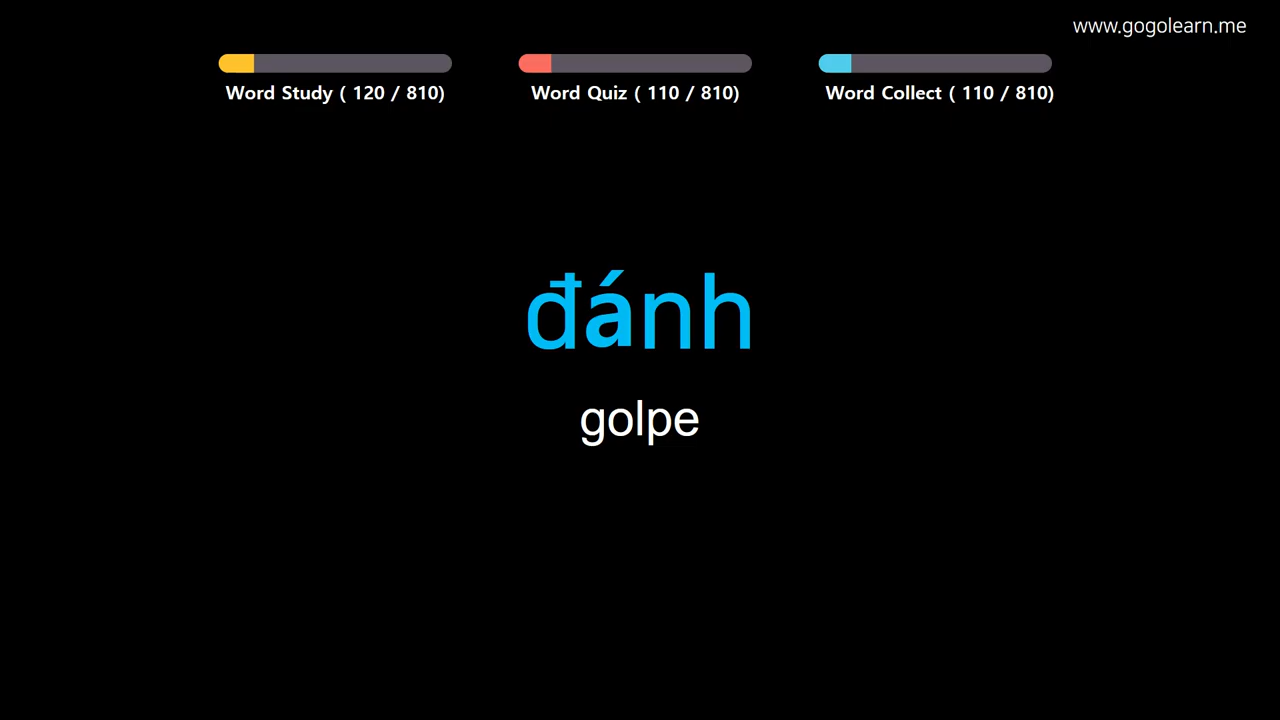 www.gogolearn.me
Word Study ( 120 / 810)
Word Quiz ( 110 / 810)
Word Collect ( 110 / 810)
đánh
golpe